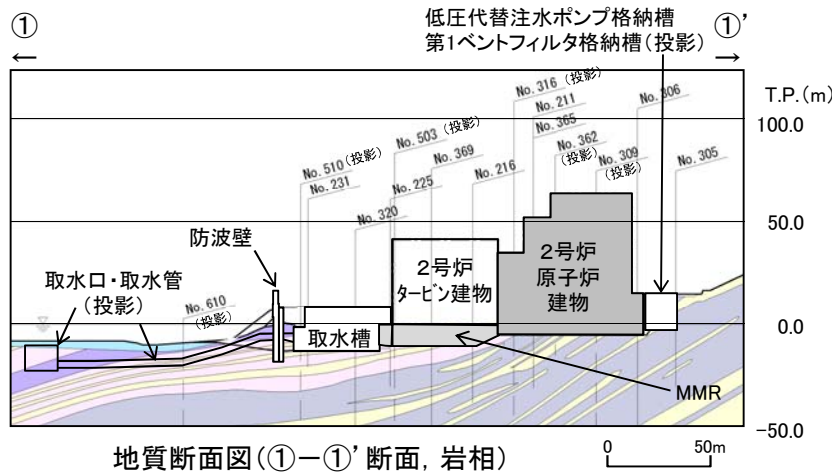 ①
①’
低圧代替注水ポンプ格納槽
第1ベントフィルタ格納槽(投影)
T.P.(m)
No. 316 (投影)
No. 211
No. 365
No. 306
No. 503 (投影)
No. 362
(投影)
No. 510 (投影)
No. 369
No. 309
(投影)
No. 305
No. 231
No. 225
No. 216
No. 320
100.0
50.0
0.0
-50.0
防波壁
取水口・取水管
(投影)
No. 610
(投影)
2号炉
タービン建物
2号炉
原子炉
建物
取水槽
MMR
地質断面図(①-①’断面, 岩相)
0 50m